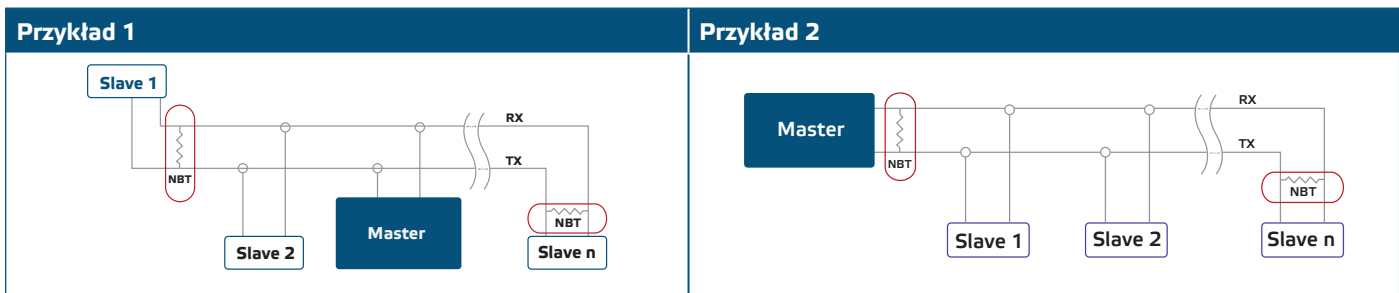 Przykład 1
Slave 1
RX
TX
NBT
NBT
Slave 2
Master
Slave n
Przykład 2
Master
RX
TX
NBT
NBT
Slave 1
Slave 2
Slave n